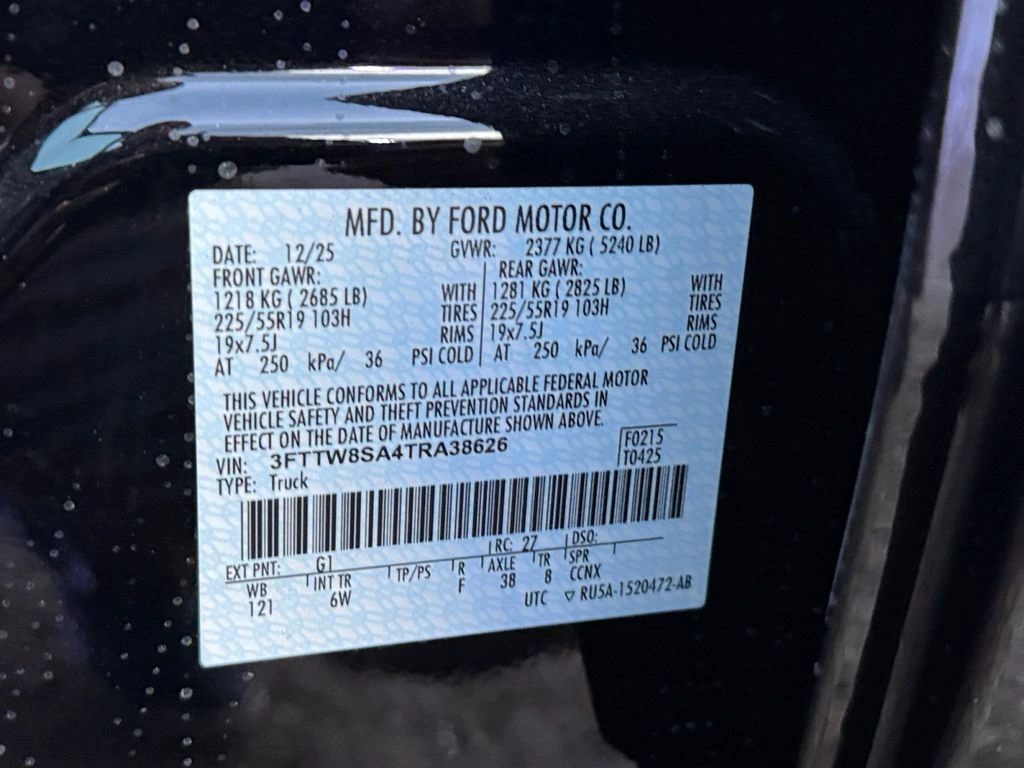 MFD. BY FORD MOTOR CO.
DATE: 12/25 GVWR: 2377 KG ( 5240 LB)
FRONT GAWR: REAR GAWR:
1218 KG ( 2685 LB) WITH 1281 KG ( 2825 LB) WITH
225/55R19 103H TIRES 225/55R19 103H TIRES
19x7.5J RIMS 19x7.5J RIMS
AT 250 kPa/ 36 PSI COLD AT 250 kPa/ 36 PSI COLD
THIS VEHICLE CONFORMS TO ALL APPLICABLE FEDERAL MOTOR
VEHICLE SAFETY AND THEFT PREVENTION STANDARDS IN
EFFECT ON THE DATE OF MANUFACTURE SHOWN ABOVE.
VIN: 3FTTW8SA4TRA38626 F0215
TYPE: Truck T0425
EXT PNT: G1 RC: 27 DSO:
WB INT TR TP/PS R AXLE TR SPR
121 6W F 38 8 CCNX
UTC ▽ RU5A-1520472-AB